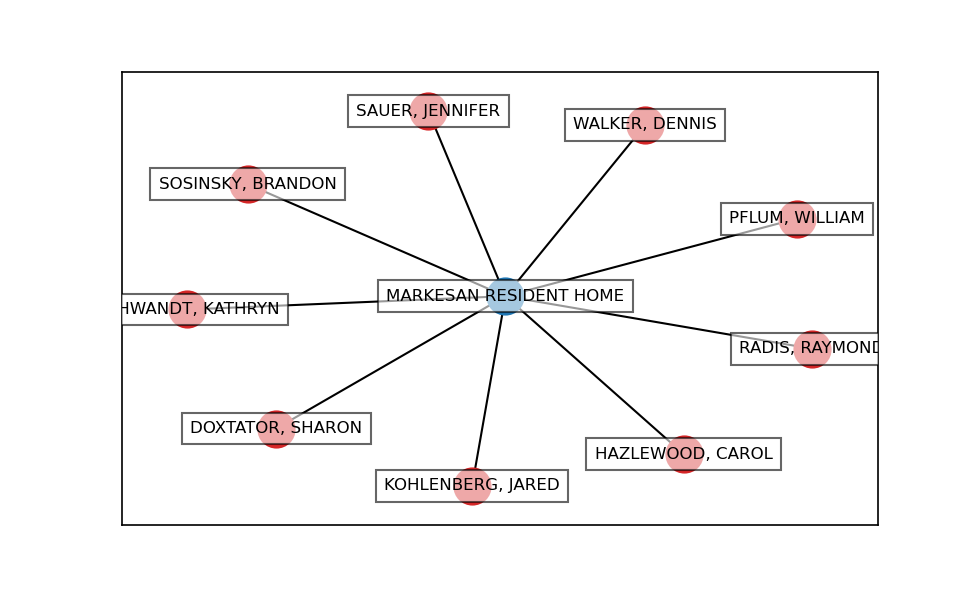 SAUER, JENNIFER
WALKER, DENNIS
SOSINSKY, BRANDON
PFLUM, WILLIAM
MARKESAN RESIDENT HOME
KATHRYN
RADIS, RAYMOND
DOXTATOR, SHARON
HAZLEWOOD, CAROL
KOHLENBERG, JARED